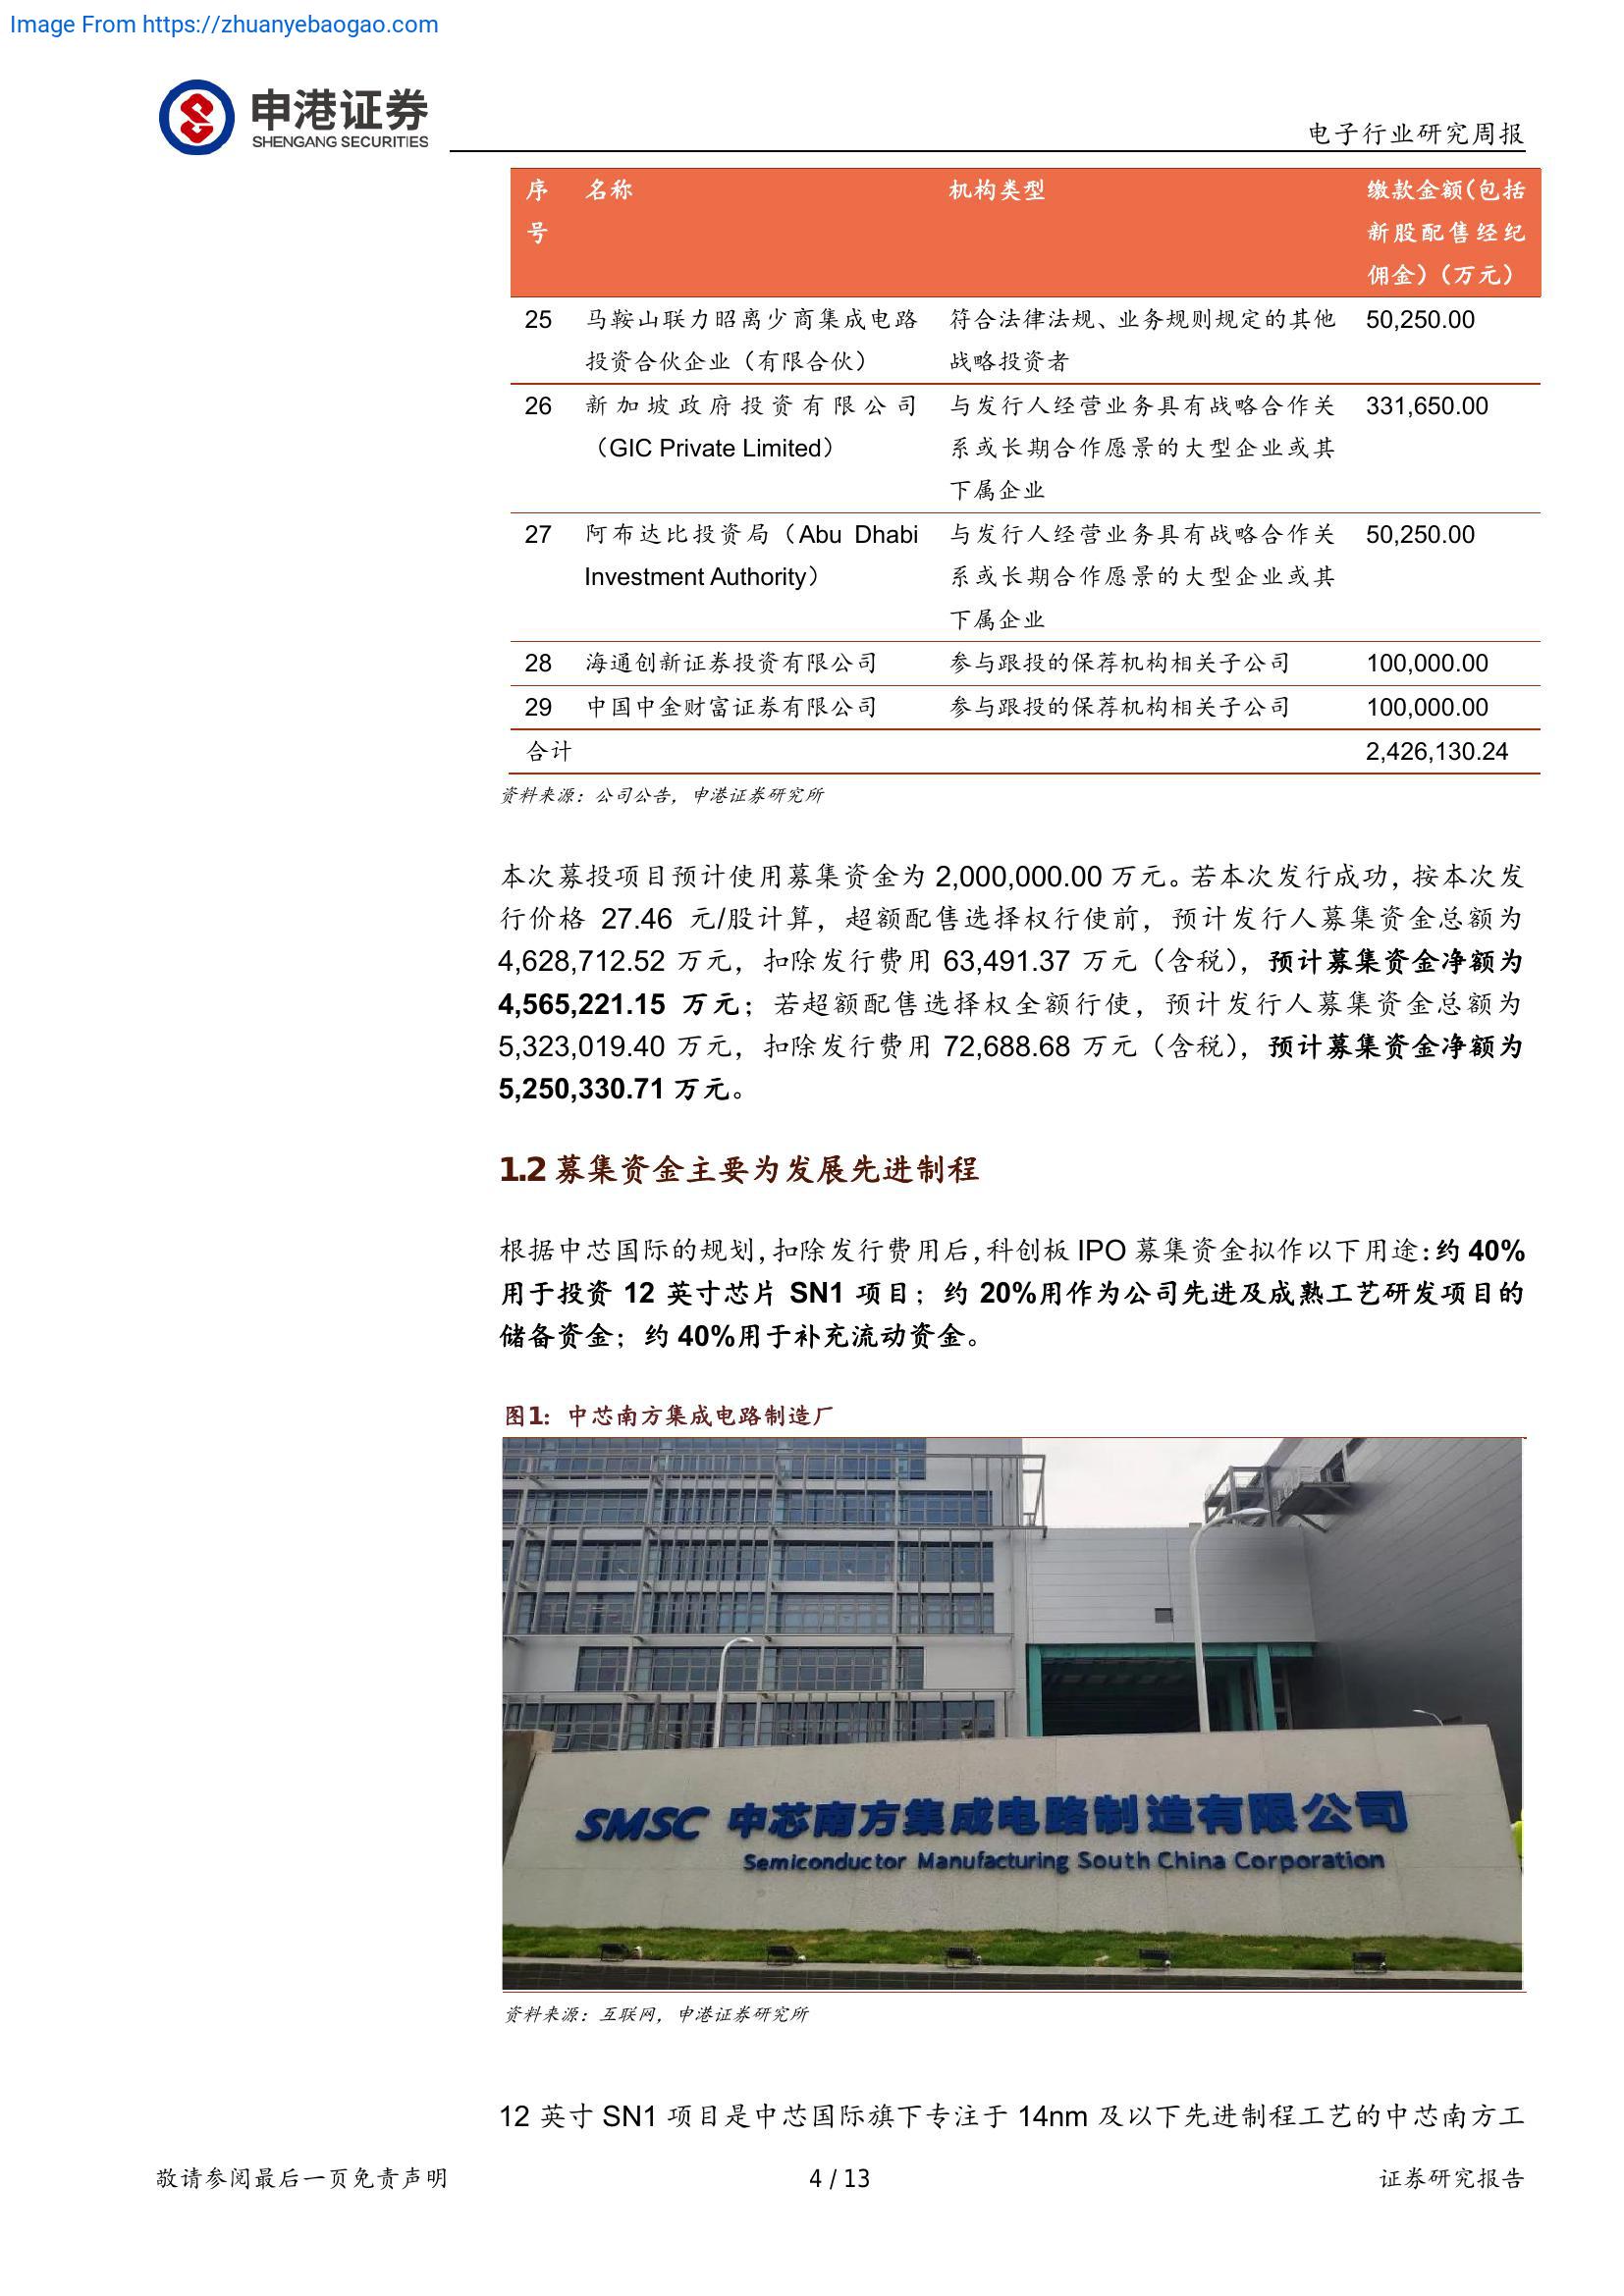 Image From https://zhuanyebaogao.com
申港证券
SHENGANG SECURITIES
电子行业研究周报
序 名称 机构类型 缴款金额(包括
号 新股配售经纪
佣金)(万元)
25 马鞍山联力昭离少商集成电路 符合法律法规、业务规则规定的其他 50,250.00
投资合伙企业（有限合伙） 战略投资者
26 新加坡政府投资有限公司 与发行人经营业务具有战略合作关 331,650.00
（GIC Private Limited） 系或长期合作愿景的大型企业或其
下属企业
27 阿布达比投资局（Abu Dhabi 与发行人经营业务具有战略合作关 50,250.00
Investment Authority） 系或长期合作愿景的大型企业或其
下属企业
28 海通创新证券投资有限公司 参与跟投的保荐机构相关子公司 100,000.00
29 中国中金财富证券有限公司 参与跟投的保荐机构相关子公司 100,000.00
合计 2,426,130.24
资料来源：公司公告，申港证券研究所
本次募投项目预计使用募集资金为 2,000,000.00 万元。若本次发行成功，按本次发
行价格 27.46 元/股计算，超额配售选择权行使前，预计发行人募集资金总额为
4,628,712.52 万元，扣除发行费用 63,491.37 万元（含税），预计募集资金净额为
4,565,221.15 万元；若超额配售选择权全额行使，预计发行人募集资金总额为
5,323,019.40 万元，扣除发行费用 72,688.68 万元（含税），预计募集资金净额为
5,250,330.71 万元。
1.2 募集资金主要为发展先进制程
根据中芯国际的规划，扣除发行费用后，科创板 IPO 募集资金拟作以下用途：约 40%
用于投资 12 英寸芯片 SN1 项目；约 20%用作为公司先进及成熟工艺研发项目的
储备资金；约 40%用于补充流动资金。
图1：中芯南方集成电路制造厂
SMSC 中芯南方集成电路制造有限公司
Semiconductor Manufacturing South China Corporation
资料来源：互联网，申港证券研究所
12 英寸 SN1 项目是中芯国际旗下专注于 14nm 及以下先进制程工艺的中芯南方工
敬请参阅最后一页免责声明 4 / 13 证券研究报告